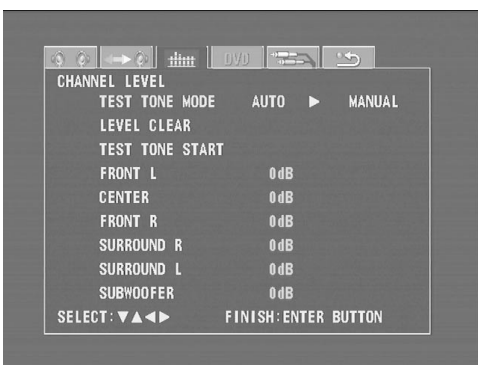 DVD
CHANNEL LEVEL
TEST TONE MODE AUTO ▶ MANUAL
LEVEL CLEAR
TEST TONE START
FRONT L 0dB
CENTER 0dB
FRONT R 0dB
SURROUND R 0dB
SURROUND L 0dB
SUBWOOFER 0dB
SELECT:▼▲◀▶ FINISH:ENTER BUTTON